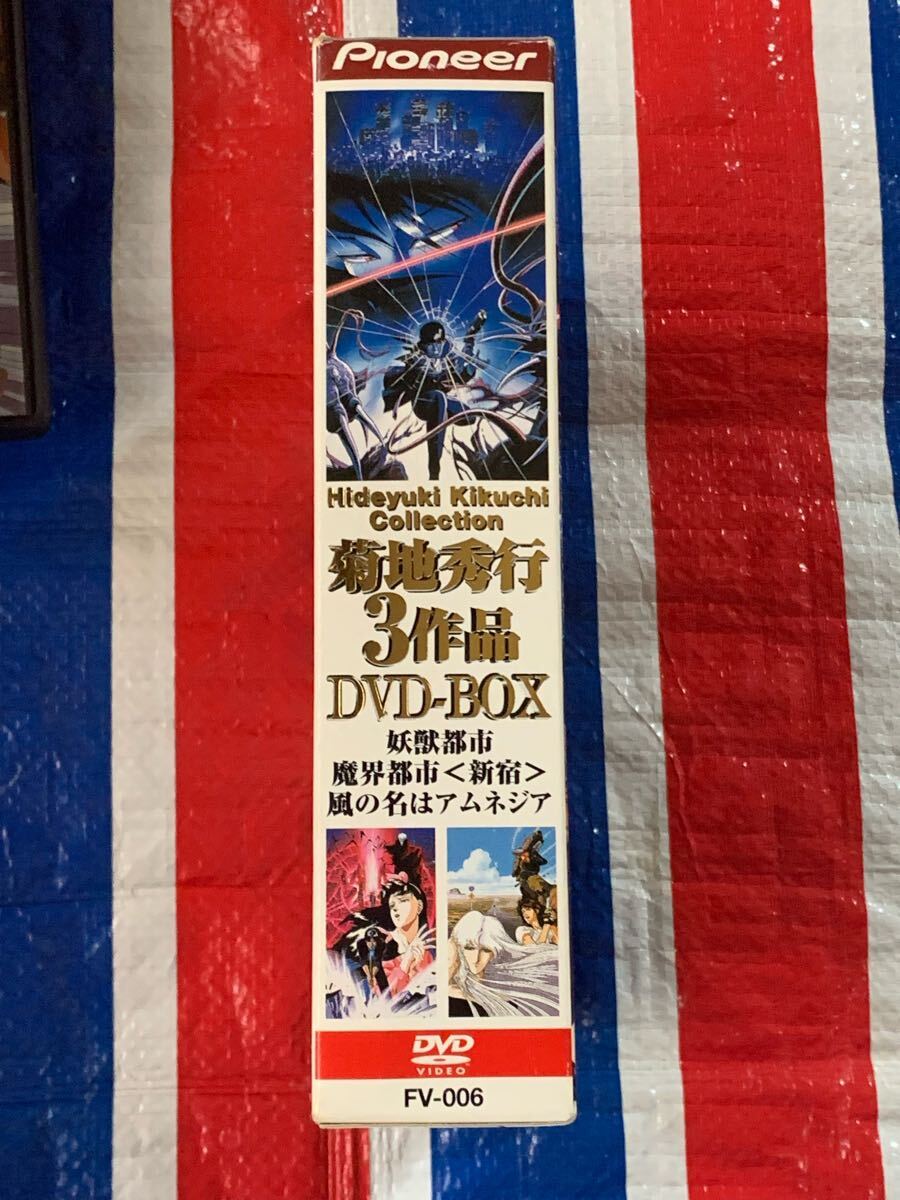 Pioneer
Hideyuki Kikuchi
Collection
菊地秀行
3作品
DVD-BOX
妖獣都市
魔界都市<新宿>
風の名はアムネジア
DVD
VIDEO
FV-006